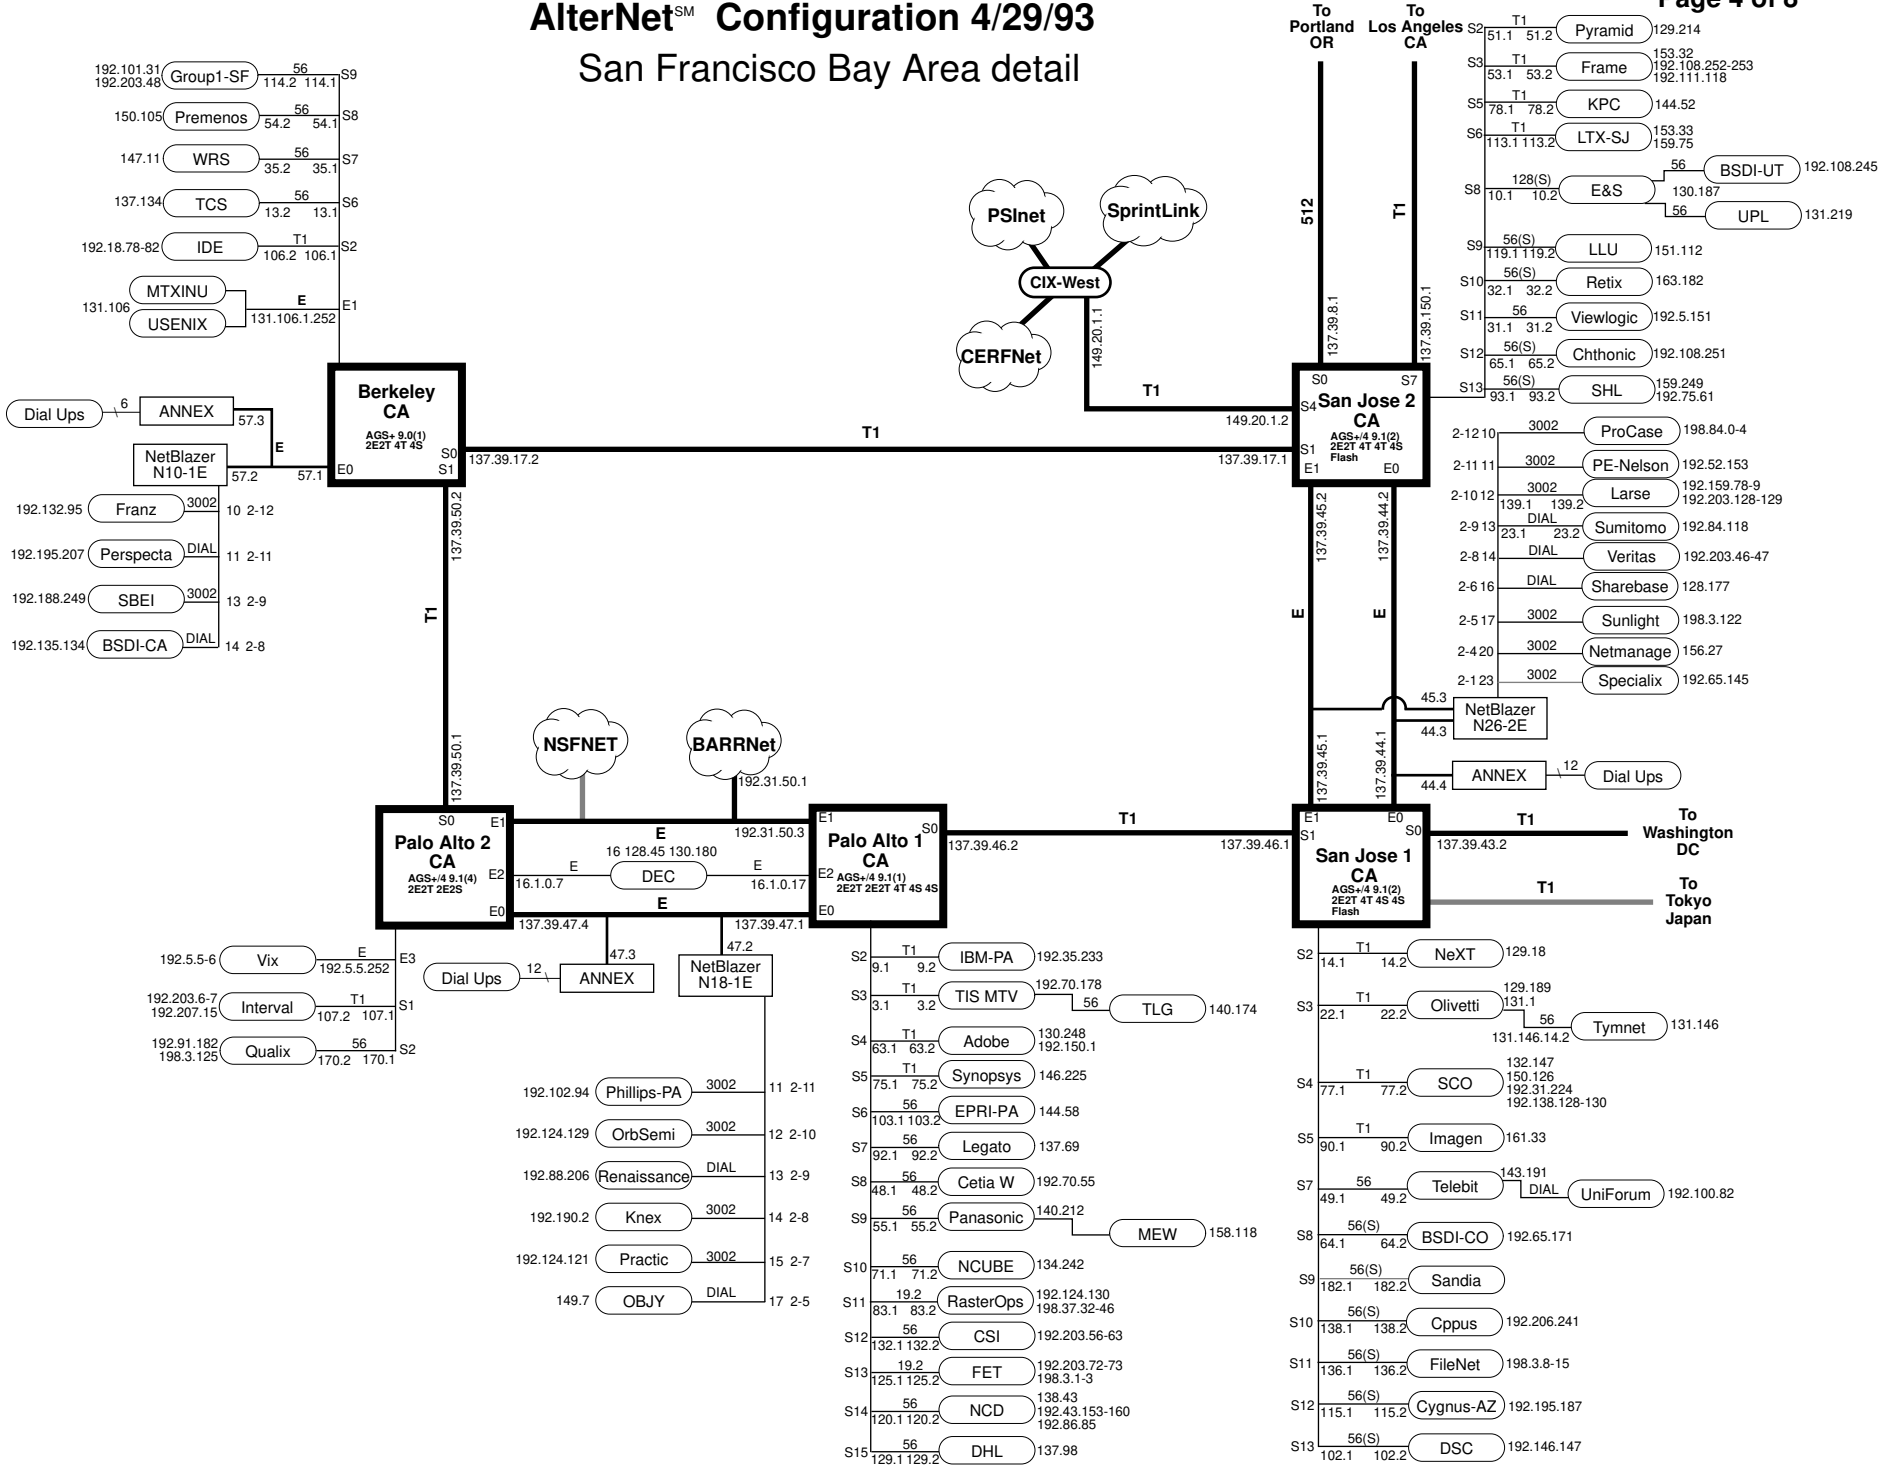 AlterNet℠ Configuration 4/29/93
San Francisco Bay Area detail
To
Portland
OR
To
Los Angeles
CA
192.101.31
192.203.48
Group1-SF
56
114.2 114.1
S9
150.105
Premenos
56
54.2 54.1
S8
147.11
WRS
56
35.2 35.1
S7
137.134
TCS
56
13.2 13.1
S6
192.18.78-82
IDE
T1
106.2 106.1
S2
MTXINU
131.106
USENIX
E
131.106.1.252
E1
Berkeley
CA
AGS+ 9.0(1)
2E2T 4T 4S
S0
S1
E0
Dial Ups
6
ANNEX
57.3
E
NetBlazer
N10-1E
57.2
57.1
192.132.95
Franz
3002
10 2-12
192.195.207
Perspecta
DIAL
11 2-11
192.188.249
SBEI
3002
13 2-9
192.135.134
BSDI-CA
DIAL
14 2-8
137.39.17.2
T1
137.39.17.1
137.39.50.2
T1
137.39.50.1
PSInet
SprintLink
CIX-West
CERFNet
149.20.1.1
T1
149.20.1.2
512
137.39.8.1
T1
137.39.150.1
S0
S7
S4
San Jose 2
CA
AGS+/4 9.1(2)
2E2T 4T 4T 4S
Flash
S1
E1
E0
S2
T1
51.1 51.2
Pyramid
129.214
S3
T1
53.1 53.2
Frame
153.32
192.108.252-253
192.111.118
S5
T1
78.1 78.2
KPC
144.52
S6
T1
113.1 113.2
LTX-SJ
153.33
159.75
S8
128(S)
10.1 10.2
E&S
56
BSDI-UT
192.108.245
130.187
56
UPL
131.219
S9
56(S)
119.1 119.2
LLU
151.112
S10
56(S)
32.1 32.2
Retix
163.182
S11
56
31.1 31.2
Viewlogic
192.5.151
S12
56(S)
65.1 65.2
Chthonic
192.108.251
S13
56(S)
93.1 93.2
SHL
159.249
192.75.61
2-12 10
3002
ProCase
198.84.0-4
2-11 11
3002
PE-Nelson
192.52.153
2-10 12
3002
139.1 139.2
Larse
192.159.78-9
192.203.128-129
2-9 13
DIAL
23.1 23.2
Sumitomo
192.84.118
2-8 14
DIAL
Veritas
192.203.46-47
2-6 16
DIAL
Sharebase
128.177
2-5 17
3002
Sunlight
198.3.122
2-4 20
3002
Netmanage
156.27
2-1 23
3002
Specialix
192.65.145
137.39.45.2
137.39.44.2
E
E
45.3
44.3
NetBlazer
N26-2E
137.39.45.1
137.39.44.1
44.4
ANNEX
12
Dial Ups
NSFNET
BARRNet
192.31.50.1
S0
E1
Palo Alto 2
CA
AGS+/4 9.1(4)
2E2T 2E2S
E2
E0
E
192.31.50.3
16 128.45 130.180
E
DEC
E
16.1.0.7
16.1.0.17
E
137.39.47.4
137.39.47.1
E1
S0
Palo Alto 1
CA
E2
AGS+/4 9.1(1)
2E2T 2E2T 4T 4S 4S
E0
T1
137.39.46.2
137.39.46.1
E1
E0
S1
S0
San Jose 1
CA
AGS+/4 9.1(2)
2E2T 4T 4S 4S
Flash
T1
137.39.43.2
To
Washington
DC
T1
To
Tokyo
Japan
192.5.5-6
Vix
E
192.5.5.252
E3
192.203.6-7
192.207.15
Interval
T1
107.2 107.1
S1
192.91.182
198.3.125
Qualix
56
170.2 170.1
S2
Dial Ups
12
47.3
ANNEX
47.2
NetBlazer
N18-1E
192.102.94
Phillips-PA
3002
11 2-11
192.124.129
OrbSemi
3002
12 2-10
192.88.206
Renaissance
DIAL
13 2-9
192.190.2
Knex
3002
14 2-8
192.124.121
Practic
3002
15 2-7
149.7
OBJY
DIAL
17 2-5
S2
T1
9.1 9.2
IBM-PA
192.35.233
S3
T1
3.1 3.2
TIS MTV
192.70.178
56
TLG
140.174
S4
T1
63.1 63.2
Adobe
130.248
192.150.1
S5
T1
75.1 75.2
Synopsys
146.225
S6
56
103.1 103.2
EPRI-PA
144.58
S7
56
92.1 92.2
Legato
137.69
S8
56
48.1 48.2
Cetia W
192.70.55
S9
56
55.1 55.2
Panasonic
140.212
MEW
158.118
S10
56
71.1 71.2
NCUBE
134.242
S11
19.2
83.1 83.2
RasterOps
192.124.130
198.37.32-46
S12
56
132.1 132.2
CSI
192.203.56-63
S13
19.2
125.1 125.2
FET
192.203.72-73
198.3.1-3
S14
56
120.1 120.2
NCD
138.43
192.43.153-160
192.86.85
S15
56
129.1 129.2
DHL
137.98
S2
T1
14.1 14.2
NeXT
129.18
S3
T1
22.1 22.2
Olivetti
129.189
131.1
56
131.146.14.2
Tymnet
131.146
S4
T1
77.1 77.2
SCO
132.147
150.126
192.31.224
192.138.128-130
S5
T1
90.1 90.2
Imagen
161.33
S7
56
49.1 49.2
Telebit
143.191
DIAL
UniForum
192.100.82
S8
56(S)
64.1 64.2
BSDI-CO
192.65.171
S9
56(S)
182.1 182.2
Sandia
S10
56(S)
138.1 138.2
Cppus
192.206.241
S11
56(S)
136.1 136.2
FileNet
198.3.8-15
S12
56(S)
115.1 115.2
Cygnus-AZ
192.195.187
S13
56(S)
102.1 102.2
DSC
192.146.147